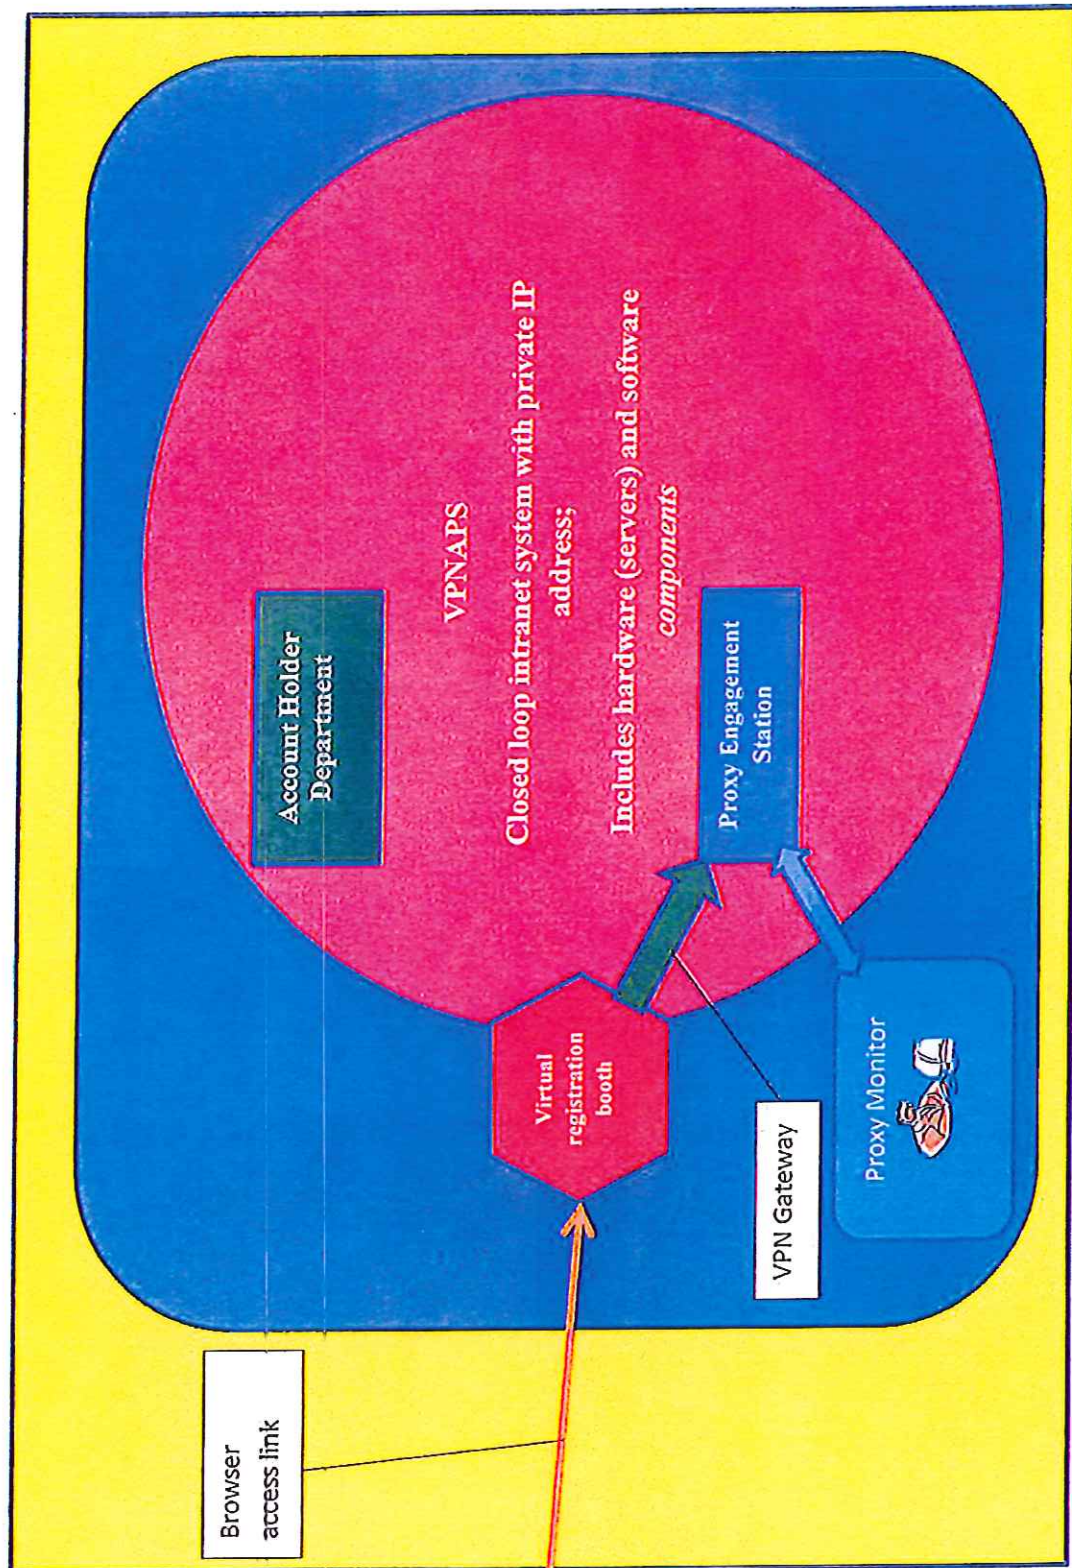 Browser
access link
Account Holder
Department
VPNAPS
Closed loop intranet system with private IP
address;
Includes hardware (servers) and software
components
Virtual
registration
booth
Proxy Engagement
Station
VPN Gateway
Proxy Monitor